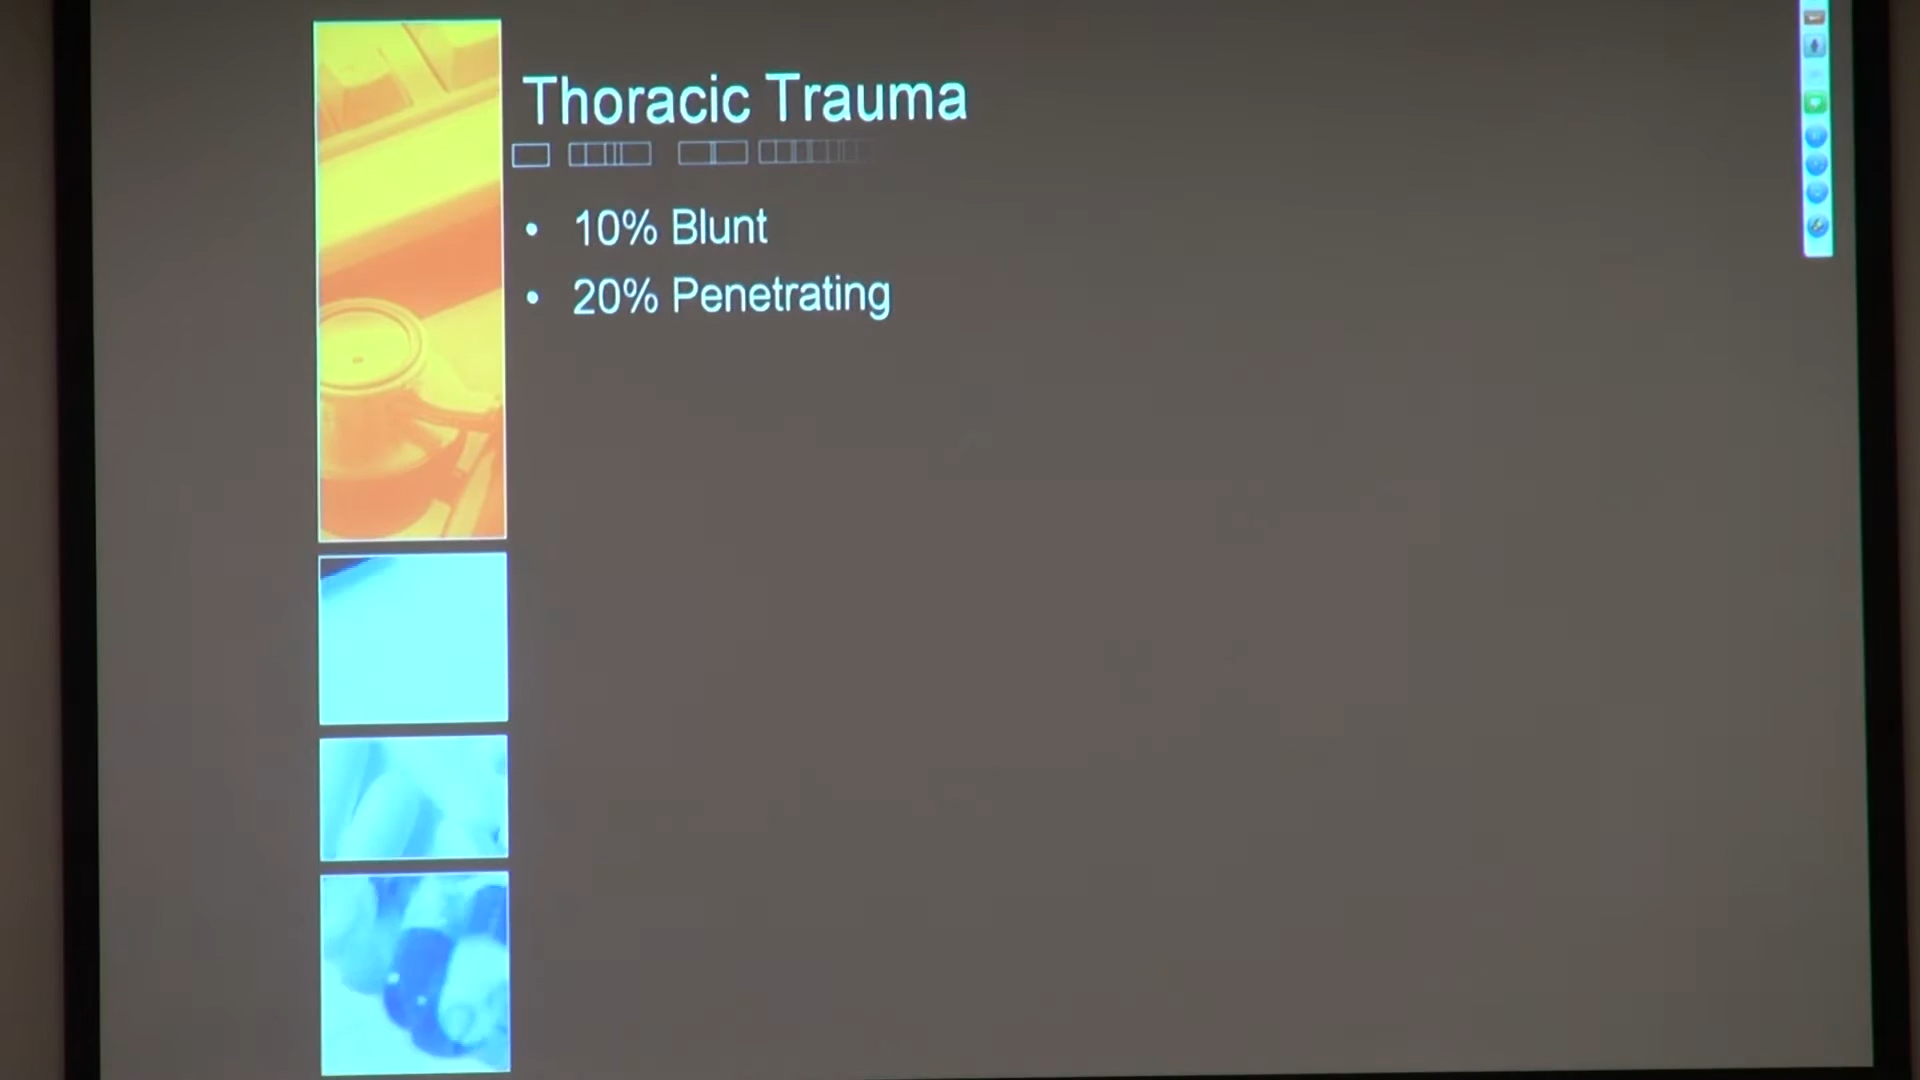 Thoracic Trauma
• 10% Blunt
• 20% Penetrating